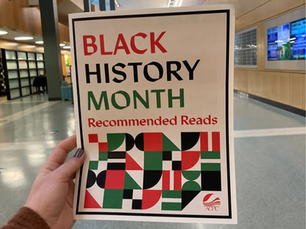 BLACK
HISTORY
MONTH
Recommended Reads